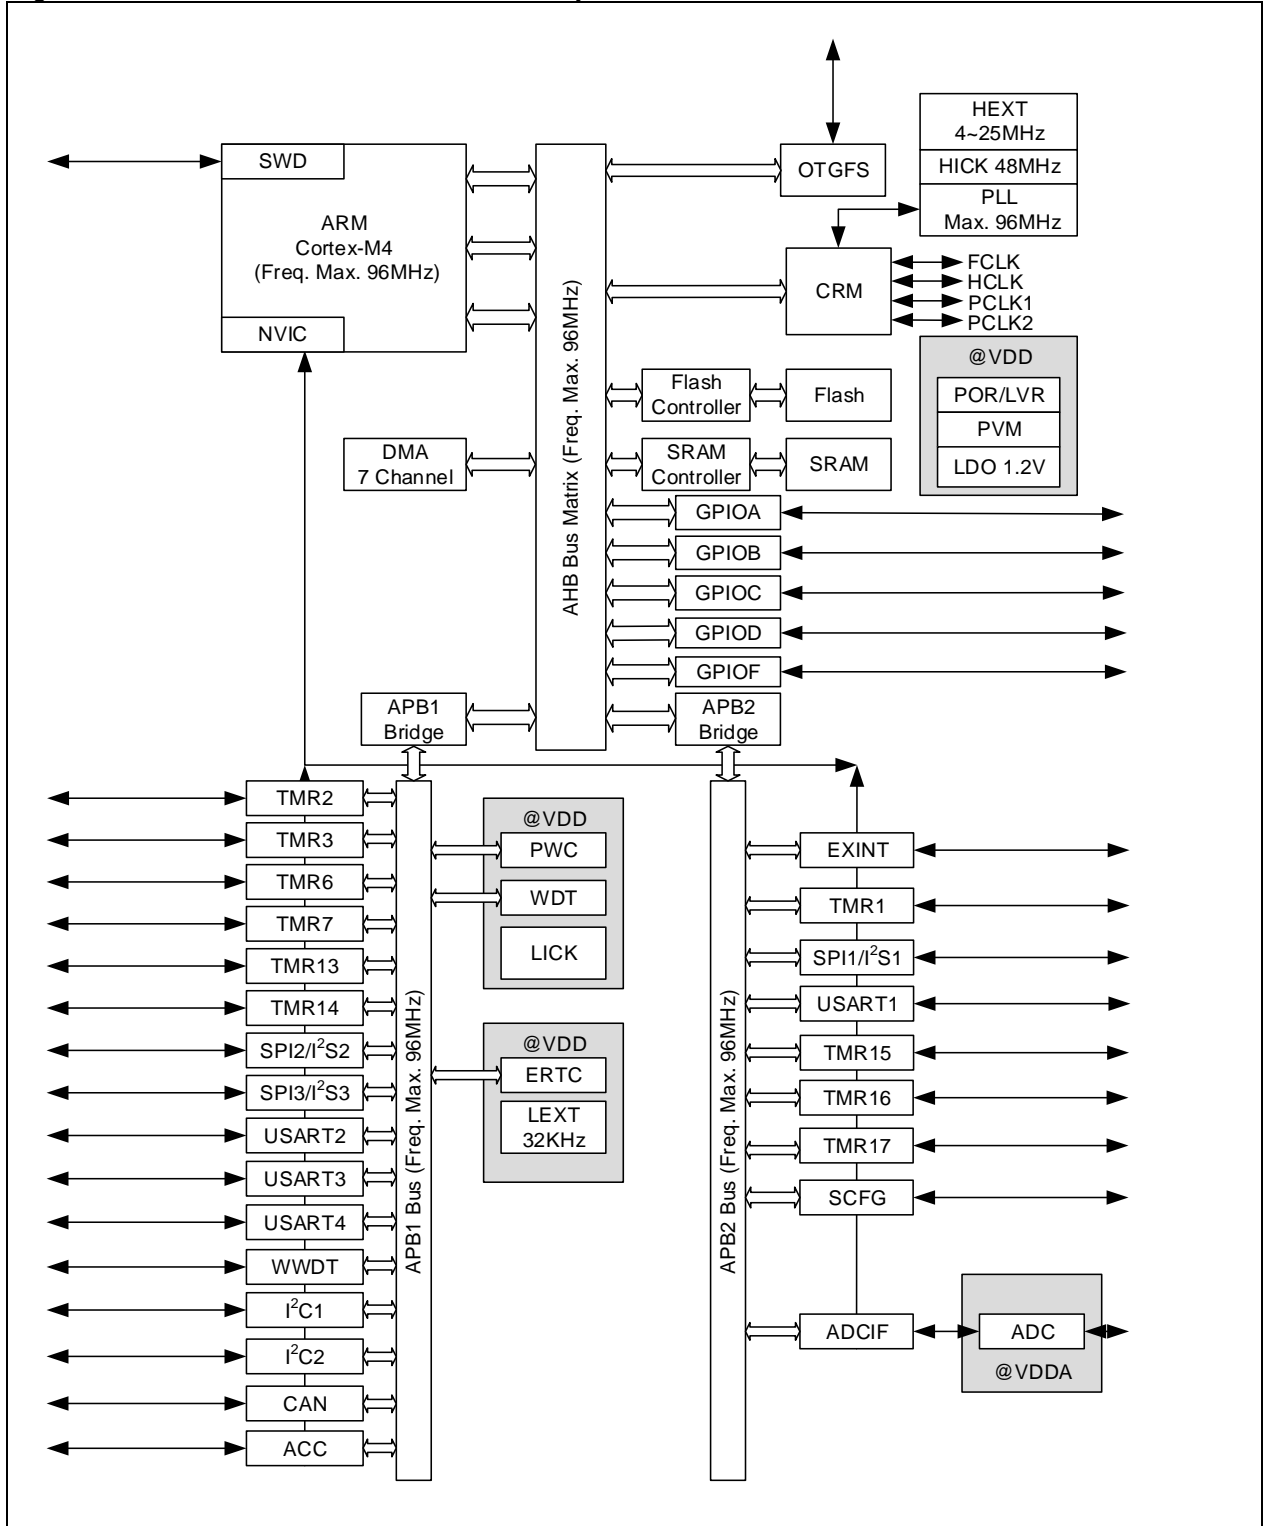 HEXT
4~25MHz
HICK 48MHz
PLL
Max. 96MHz
SWD
ARM
Cortex-M4
(Freq. Max. 96MHz)
NVIC
OTGFS
CRM
FCLK
HCLK
PCLK1
PCLK2
@VDD
POR/LVR
PVM
LDO 1.2V
AHB Bus Matrix (Freq. Max. 96MHz)
Flash
Controller
Flash
DMA
7 Channel
SRAM
Controller
SRAM
GPIOA
GPIOB
GPIOC
GPIOD
GPIOF
APB1
Bridge
APB2
Bridge
TMR2
TMR3
TMR6
TMR7
TMR13
TMR14
SPI2/I²S2
SPI3/I²S3
USART2
USART3
USART4
WWDT
I²C1
I²C2
CAN
ACC
APB1 Bus (Freq. Max. 96MHz)
@VDD
PWC
WDT
LICK
@VDD
ERTC
LEXT
32KHz
APB2 Bus (Freq. Max. 96MHz)
EXINT
TMR1
SPI1/I²S1
USART1
TMR15
TMR16
TMR17
SCFG
ADCIF
ADC
@VDDA